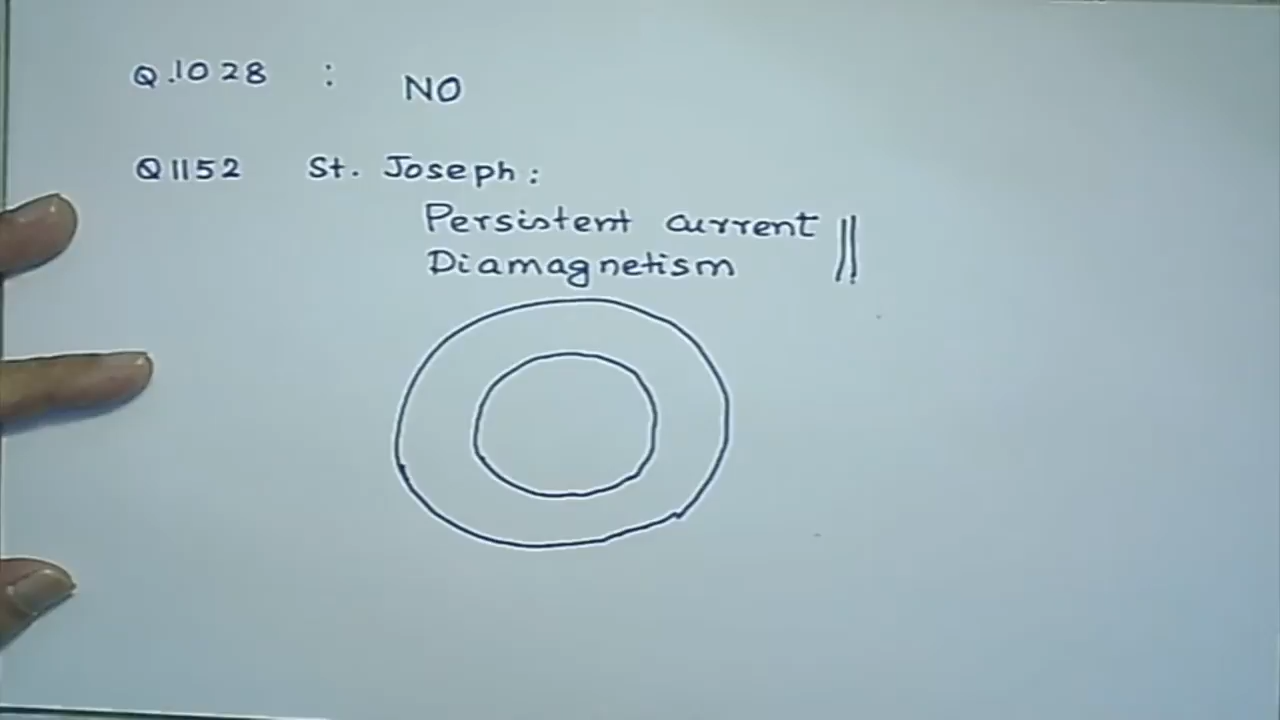 Q.1028 : NO
Q1152 St. Joseph:
Persistent current
Diamagnetism